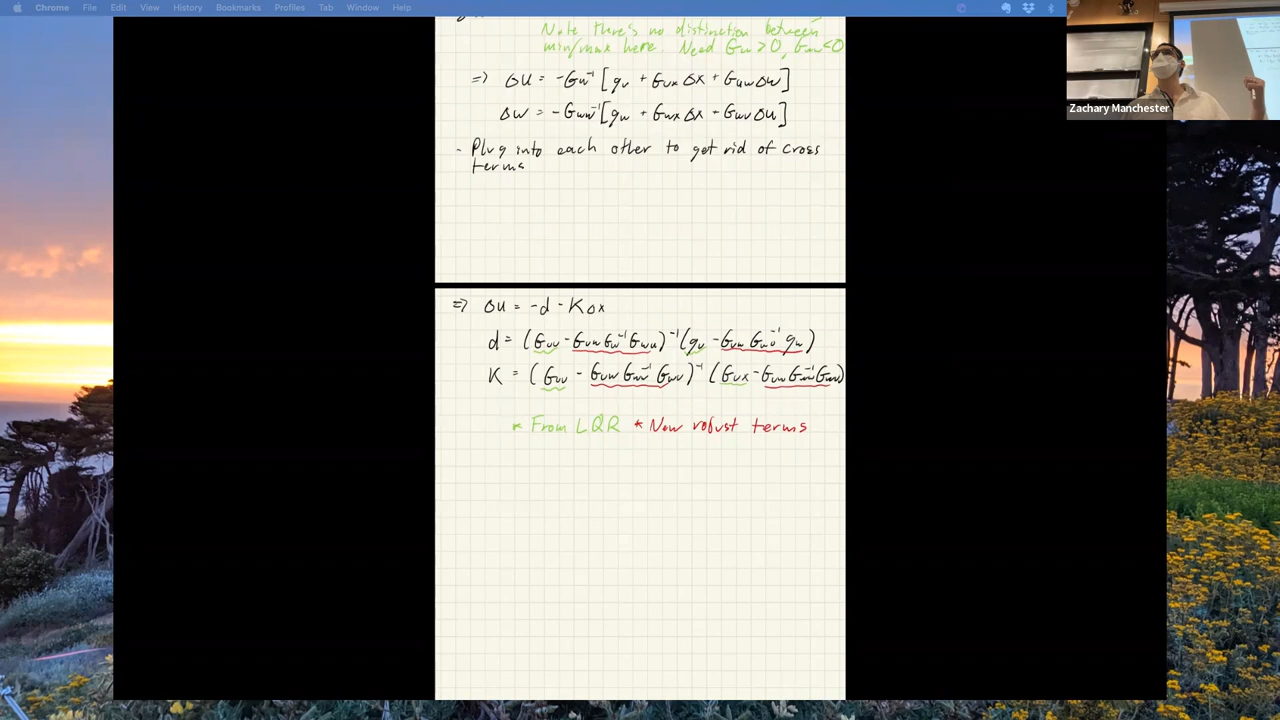 Chrome File Edit View History Bookmarks Profiles Tab Window Help
Note there's no distinction between
min/max here. Need Guu > 0, Gww < 0
⇒ Δu = -Guu⁻¹ [gu + Gux Δx + Guw Δw]
Δw = -Gww⁻¹ [gw + Gwx Δx + Gwu Δu]
- Plug into each other to get rid of cross
terms
⇒ Δu = -d - KΔx
d = (Guu - Guw Gww⁻¹ Gwu)⁻¹ (gu - Guw Gww⁻¹ gw)
K = (Guu - Guw Gww⁻¹ Gwu)⁻¹ (Gux - Guw Gww⁻¹ Gwx)
* From LQR * New robust terms
Zachary Manchester